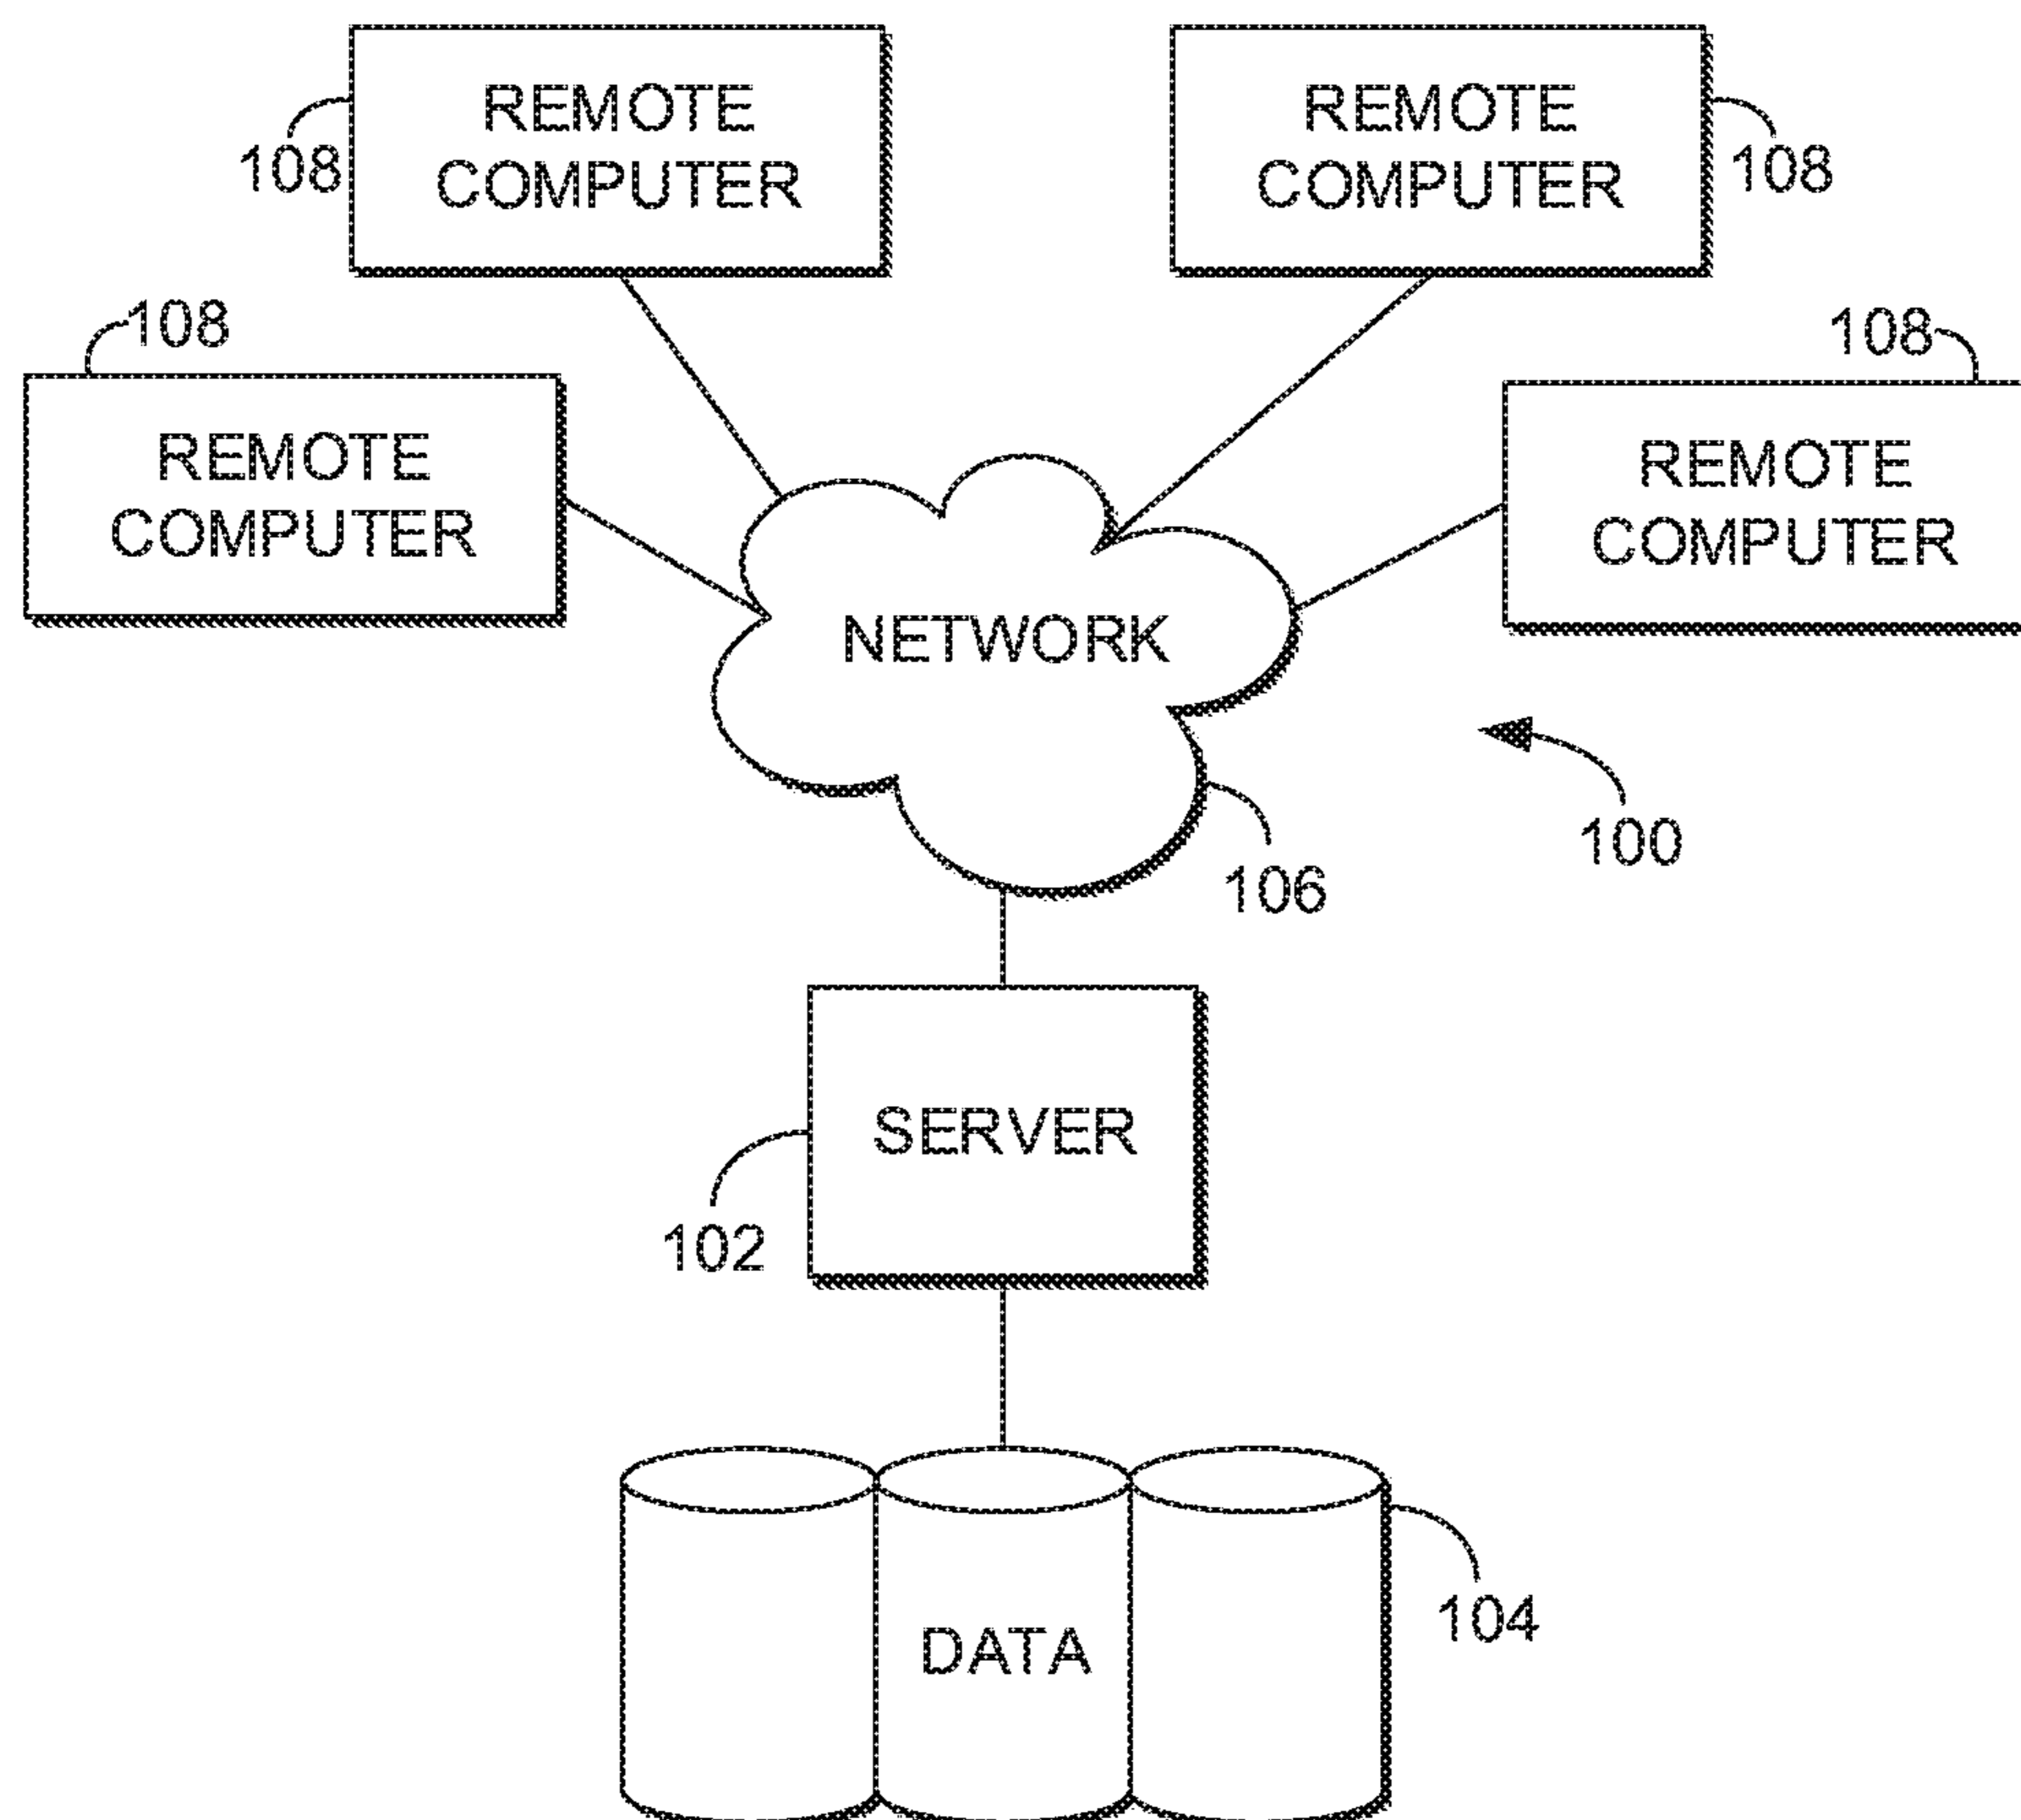 REMOTE
COMPUTER
108
REMOTE
COMPUTER
108
108
REMOTE
COMPUTER
108
REMOTE
COMPUTER
NETWORK
100
106
SERVER
102
104
DATA